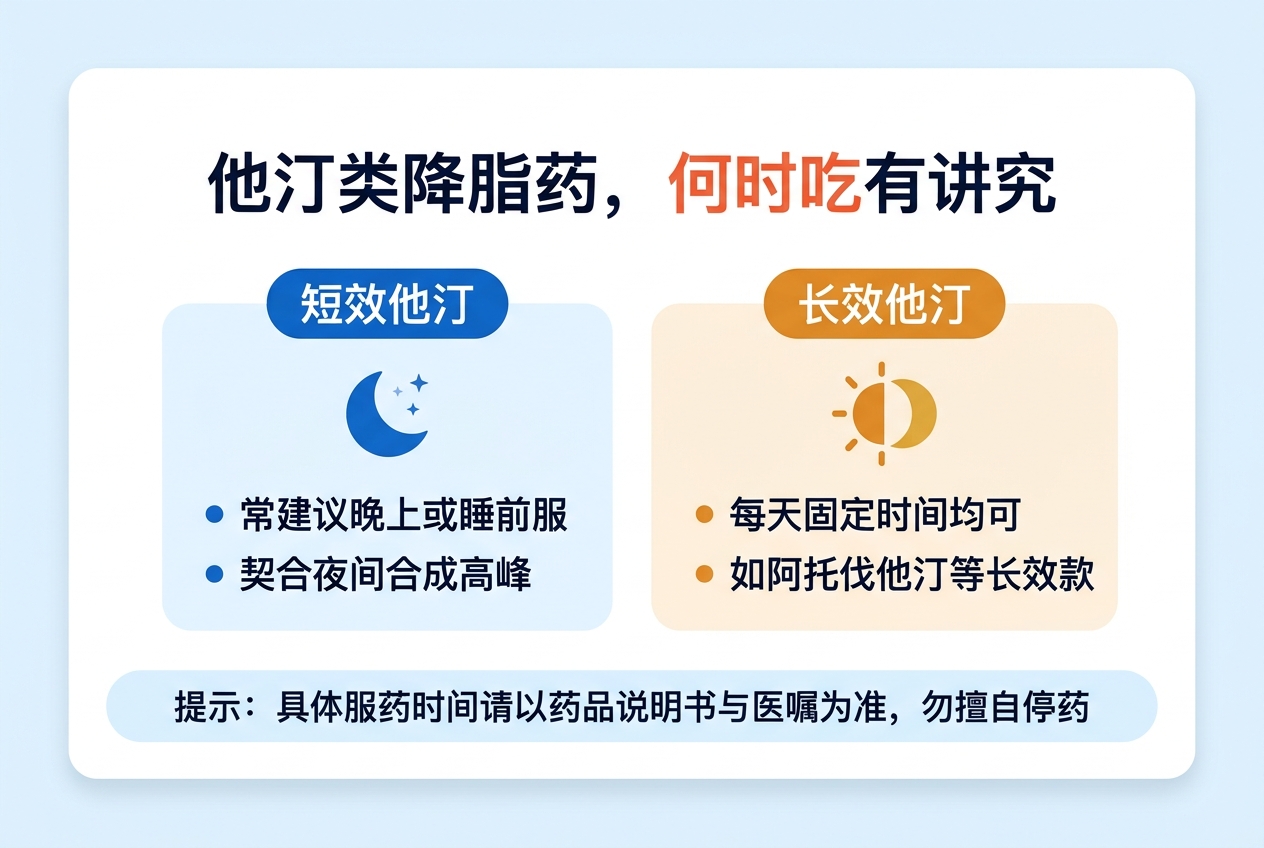 他汀类降脂药，何时吃有讲究
短效他汀
常建议晚上或睡前服
契合夜间合成高峰
长效他汀
每天固定时间均可
如阿托伐他汀等长效款
提示：具体服药时间请以药品说明书与医嘱为准，勿擅自停药